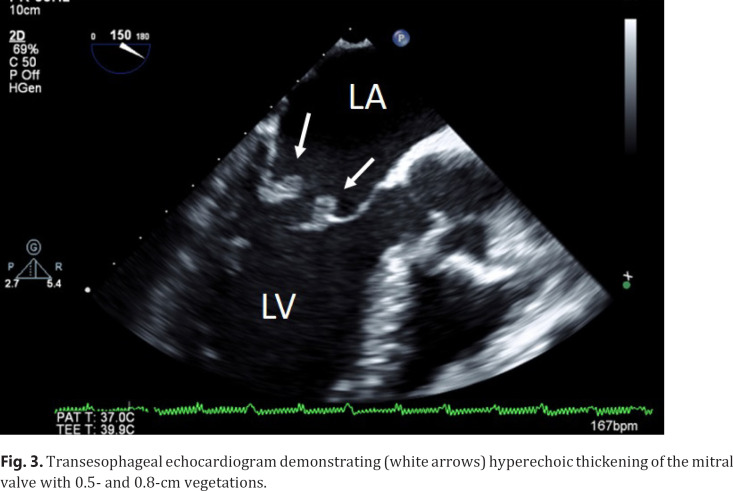 10cm
2D
69%
C 50
P Off
HGen
0 150 180
P
LA
G
P R
2.7 5.4
LV
PAT T: 37.0C
TEE T: 39.9C
167bpm
Fig. 3. Transesophageal echocardiogram demonstrating (white arrows) hyperechoic thickening of the mitral
valve with 0.5- and 0.8-cm vegetations.